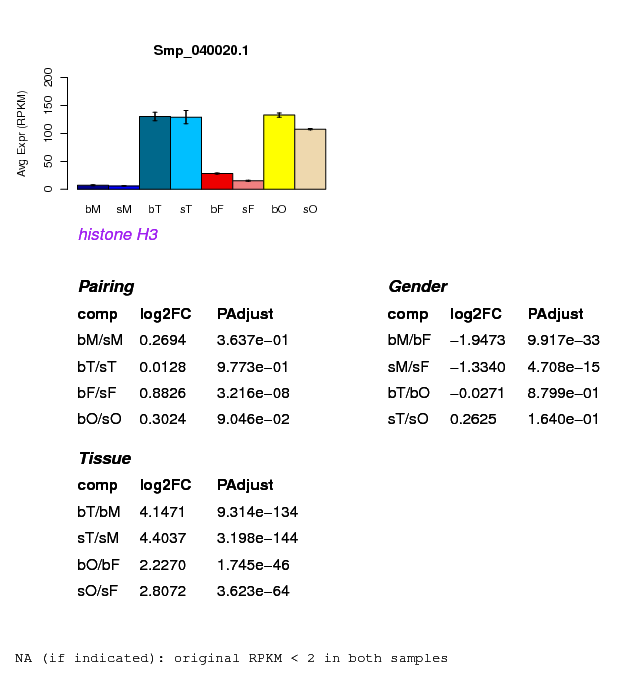 Smp_040020.1
Avg Expr (RPKM)
0 50 100 150 200
bM sM bT sT bF sF bO sO
histone H3
Pairing
comp log2FC PAdjust
bM/sM 0.2694 3.637e−01
bT/sT 0.0128 9.773e−01
bF/sF 0.8826 3.216e−08
bO/sO 0.3024 9.046e−02
Gender
comp log2FC PAdjust
bM/bF −1.9473 9.917e−33
sM/sF −1.3340 4.708e−15
bT/bO −0.0271 8.799e−01
sT/sO 0.2625 1.640e−01
Tissue
comp log2FC PAdjust
bT/bM 4.1471 9.314e−134
sT/sM 4.4037 3.198e−144
bO/bF 2.2270 1.745e−46
sO/sF 2.8072 3.623e−64
NA (if indicated): original RPKM < 2 in both samples